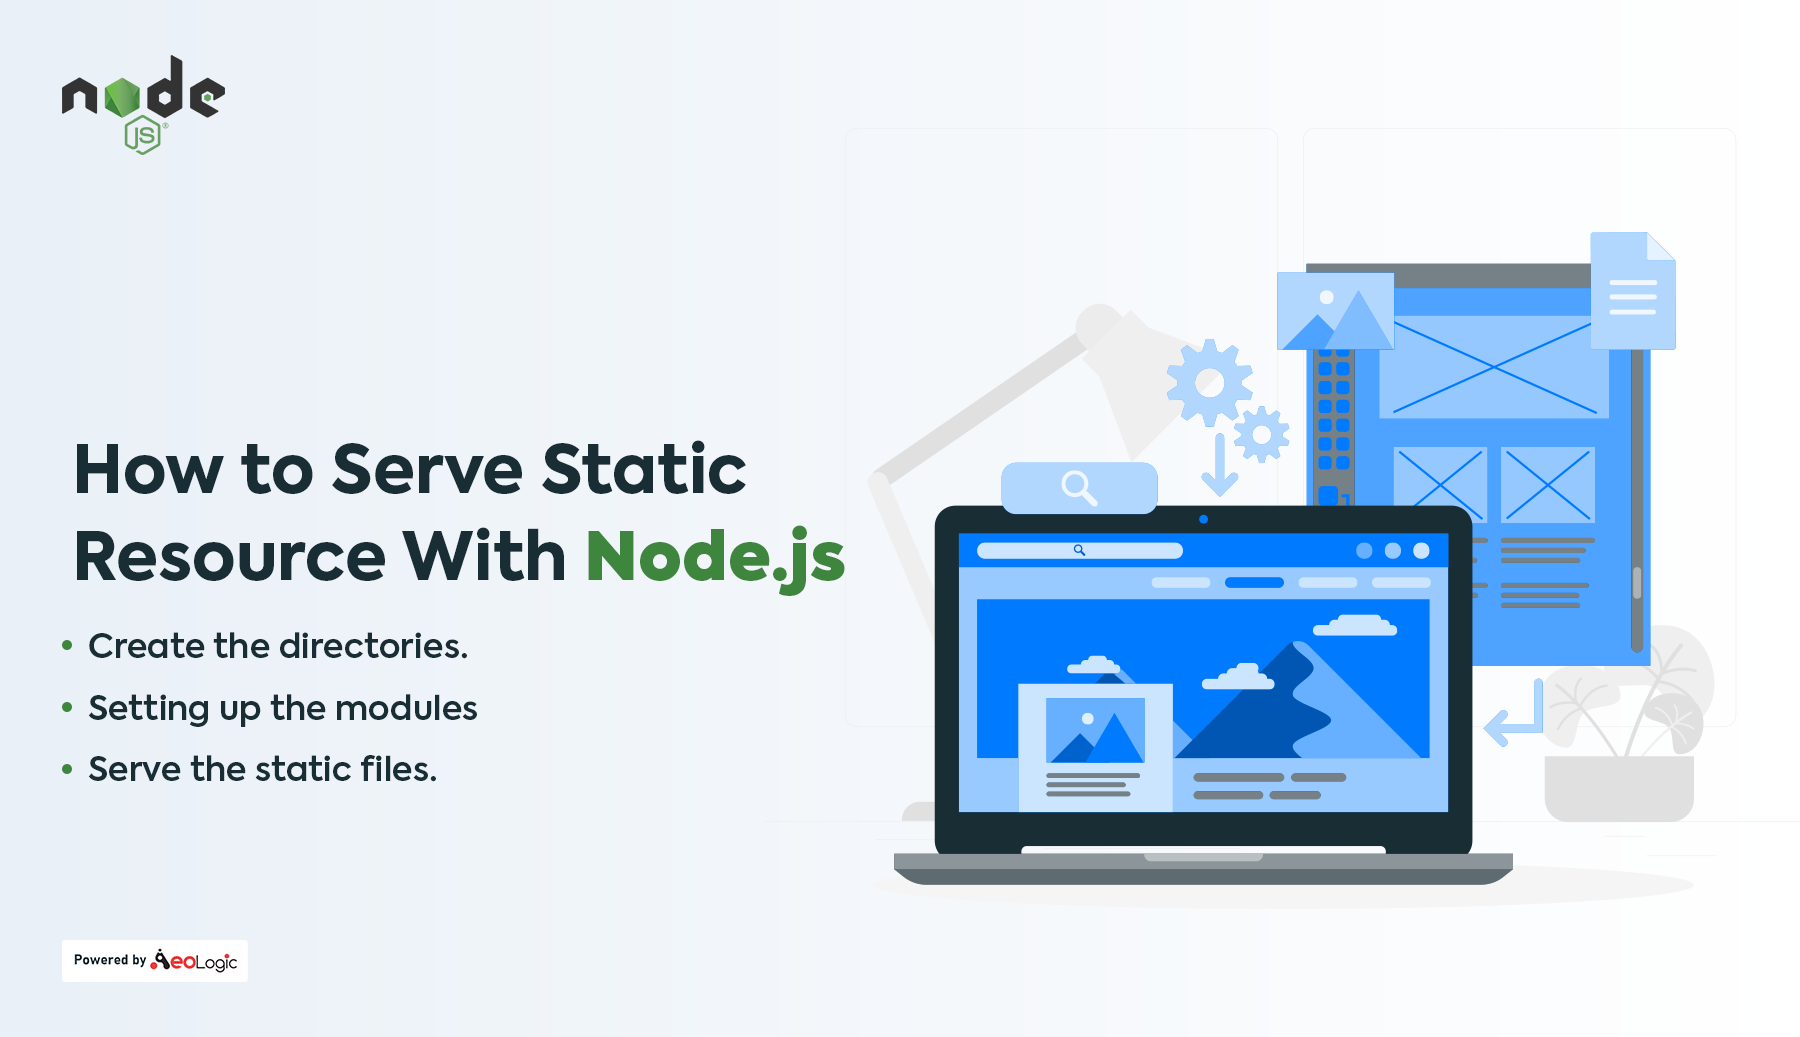 node
JS®
How to Serve Static
Resource With Node.js
• Create the directories.
• Setting up the modules
• Serve the static files.
Powered by AeoLogic